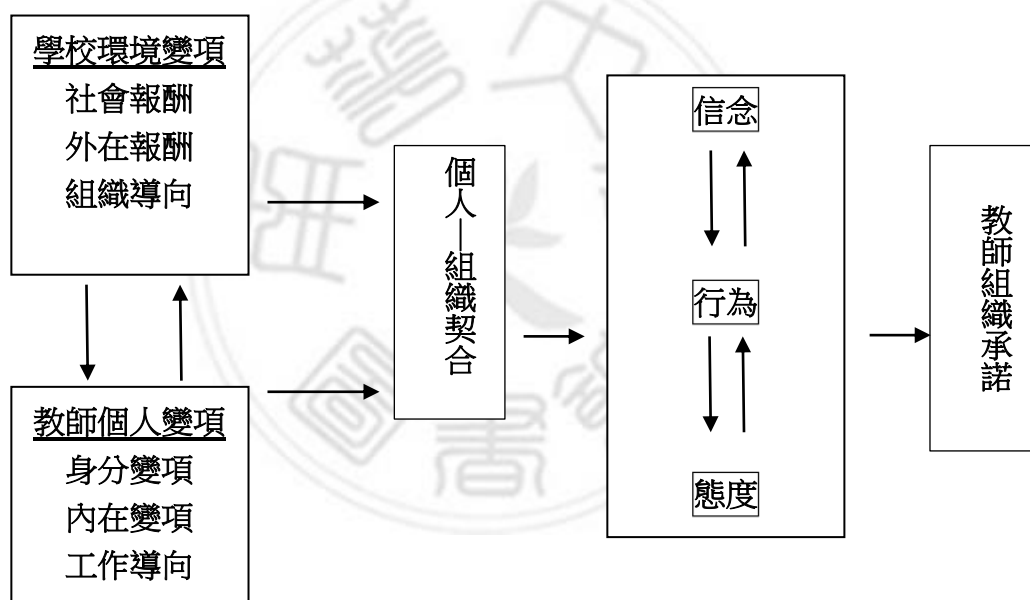 學校環境變項
社會報酬
外在報酬
組織導向
教師個人變項
身分變項
內在變項
工作導向
個人—組織契合
信念
行為
態度
教師組織承諾